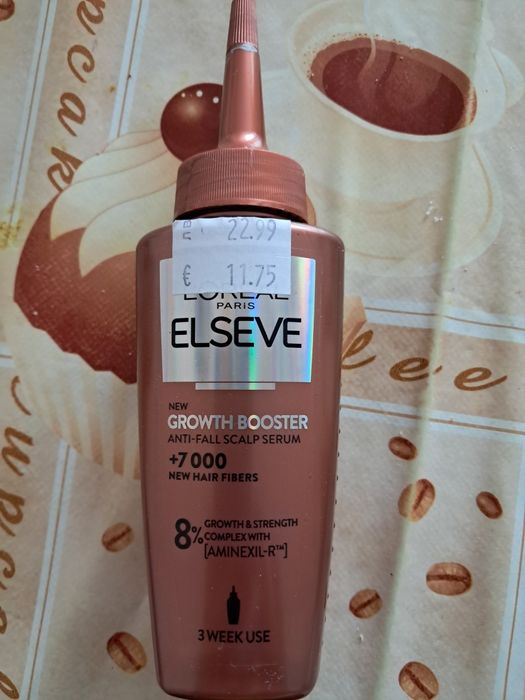 22.99
€ 11.75
L'ORÉAL
PARIS
ELSEVE
NEW
GROWTH BOOSTER
ANTI-FALL SCALP SERUM
+7 000
NEW HAIR FIBERS
8% GROWTH & STRENGTH
COMPLEX WITH
[AMINEXIL-R™]
3 WEEK USE